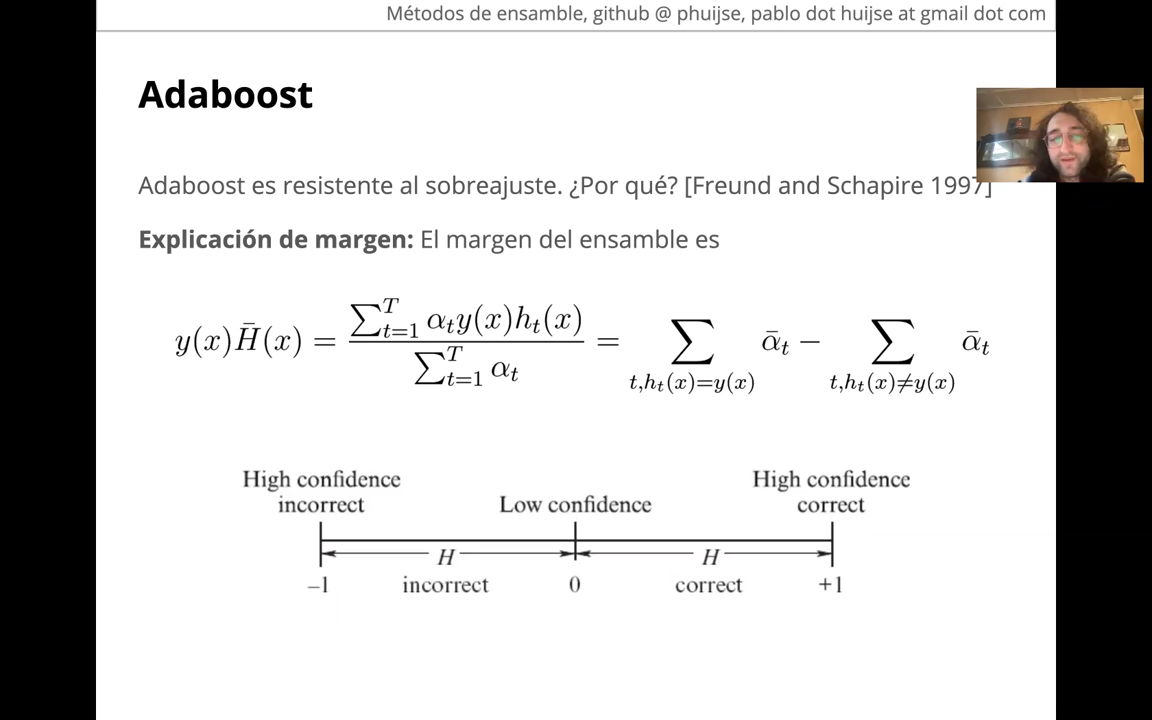 Métodos de ensamble, github @ phuijse, pablo dot huijse at gmail dot com
Adaboost
Adaboost es resistente al sobreajuste. ¿Por qué? [Freund and Schapire 1997]
Explicación de margen: El margen del ensamble es
y(x)H̄(x) = \frac{∑_{t=1}^{T} α_t y(x)h_t(x)}{∑_{t=1}^{T} α_t} = ∑_{t,h_t(x)=y(x)} ᾱ_t − ∑_{t,h_t(x)≠y(x)} ᾱ_t
High confidence incorrect
Low confidence
High confidence correct
H incorrect
H correct
–1 0 +1